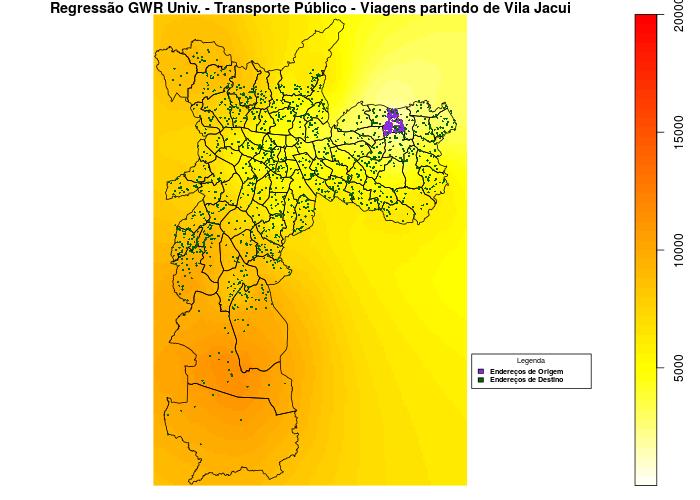 Regressão GWR Univ. - Transporte Público - Viagens partindo de Vila Jacui
20000
15000
10000
5000
Legenda
Endereços de Origem
Endereços de Destino